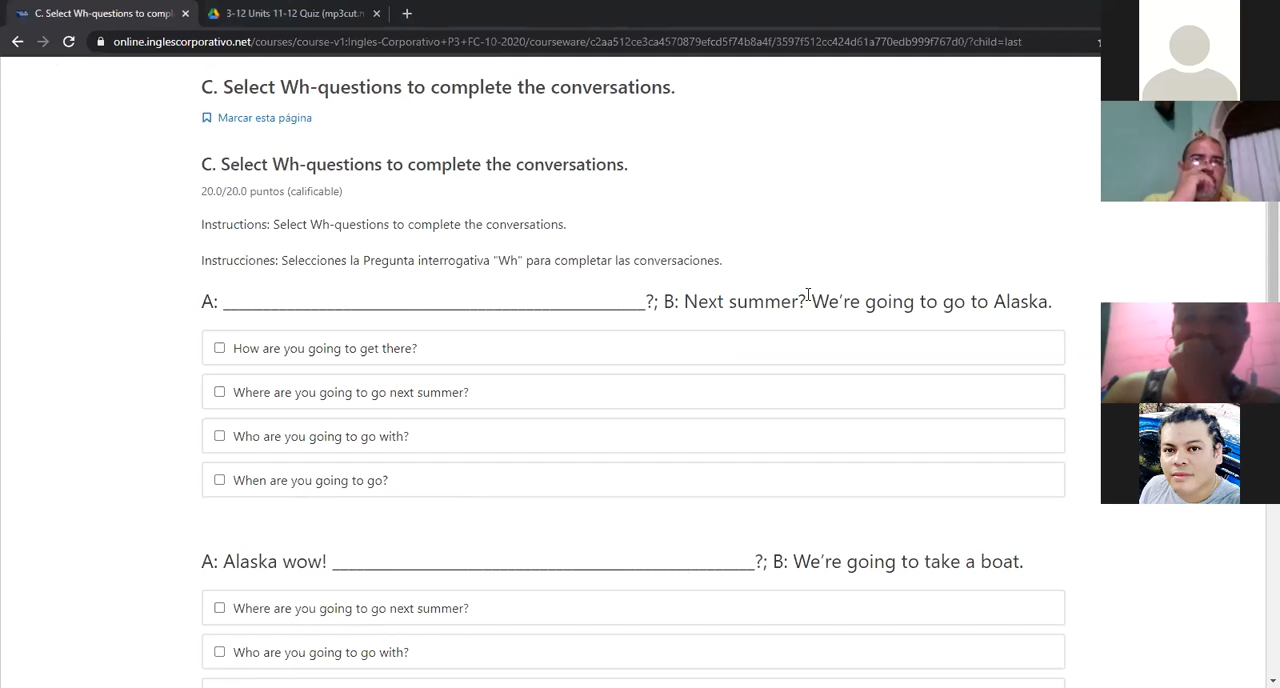 C. Select Wh-questions to compl
3-12 Units 11-12 Quiz (mp3cut.n
online.inglescorporativo.net/courses/course-v1:Ingles-Corporativo+P3+FC-10-2020/courseware/c2aa512ce3ca4570879efcd5f74b8a4f/3597f512cc424d61a770edb999f767d0/?child=last
C. Select Wh-questions to complete the conversations.
Marcar esta página
C. Select Wh-questions to complete the conversations.
20.0/20.0 puntos (calificable)
Instructions: Select Wh-questions to complete the conversations.
Instrucciones: Selecciones la Pregunta interrogativa "Wh" para completar las conversaciones.
A: ________________________________________?; B: Next summer? We're going to go to Alaska.
How are you going to get there?
Where are you going to go next summer?
Who are you going to go with?
When are you going to go?
A: Alaska wow! ________________________________________?; B: We're going to take a boat.
Where are you going to go next summer?
Who are you going to go with?